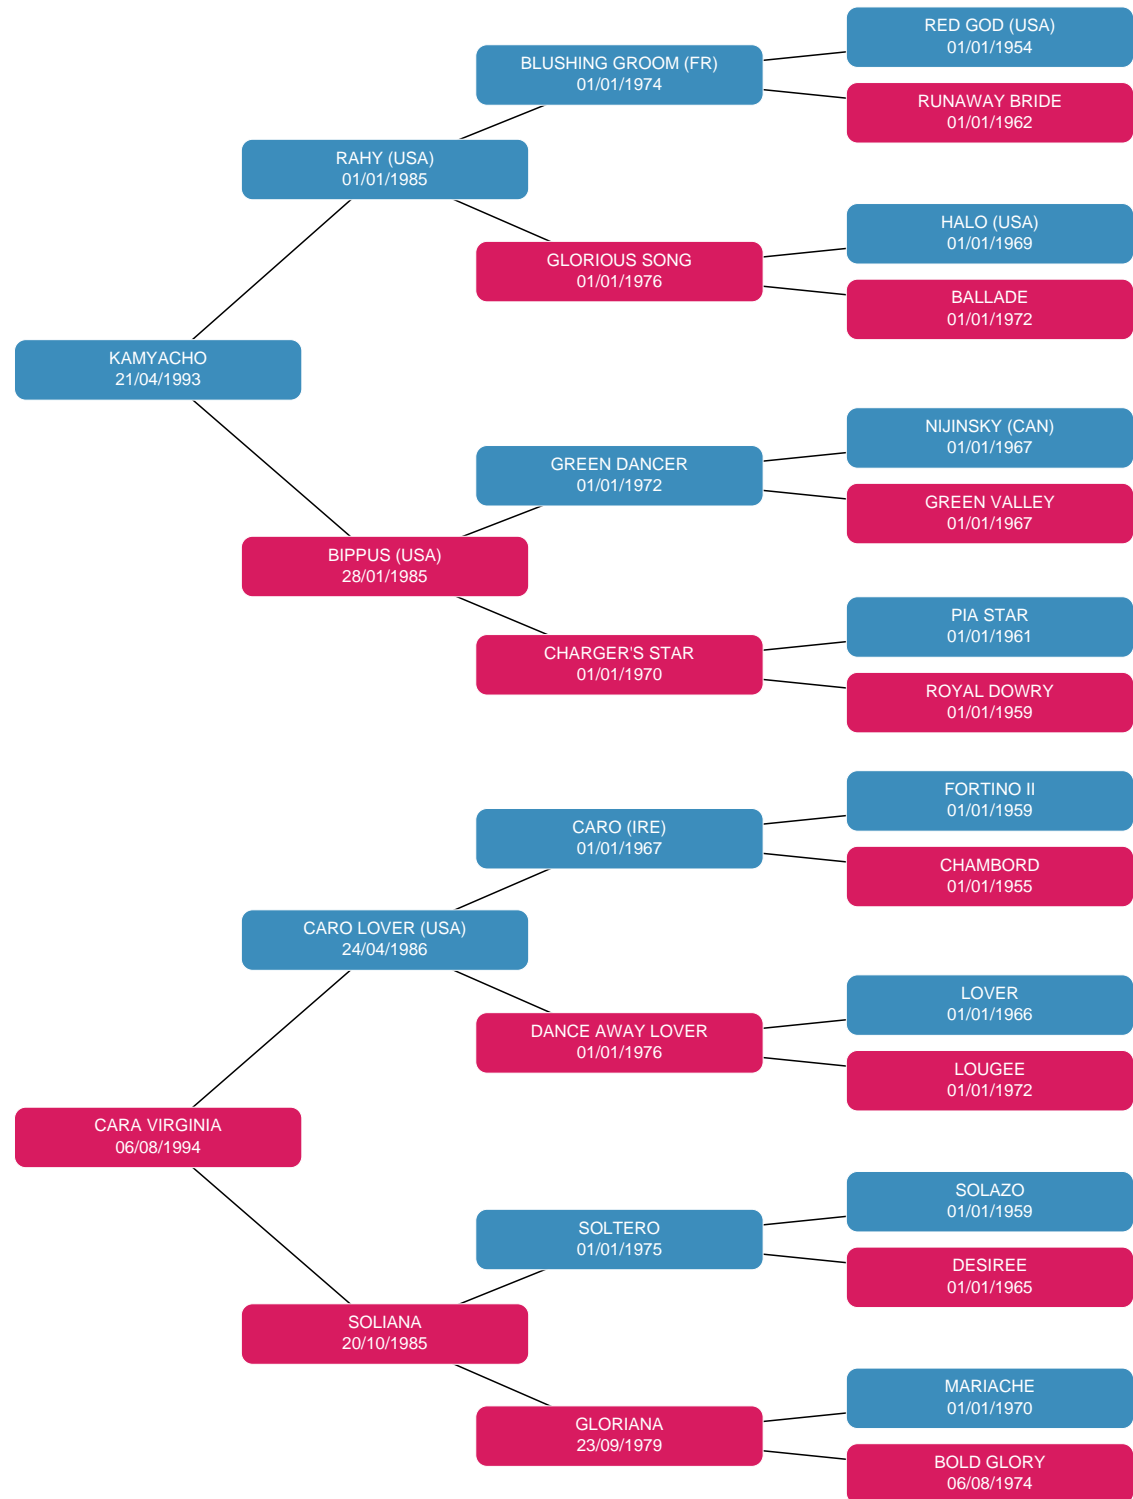 RED GOD (USA)
01/01/1954
BLUSHING GROOM (FR)
01/01/1974
RUNAWAY BRIDE
01/01/1962
RAHY (USA)
01/01/1985
HALO (USA)
01/01/1969
GLORIOUS SONG
01/01/1976
BALLADE
01/01/1972
KAMYACHO
21/04/1993
NIJINSKY (CAN)
01/01/1967
GREEN DANCER
01/01/1972
GREEN VALLEY
01/01/1967
BIPPUS (USA)
28/01/1985
PIA STAR
01/01/1961
CHARGER'S STAR
01/01/1970
ROYAL DOWRY
01/01/1959
FORTINO II
01/01/1959
CARO (IRE)
01/01/1967
CHAMBORD
01/01/1955
CARO LOVER (USA)
24/04/1986
LOVER
01/01/1966
DANCE AWAY LOVER
01/01/1976
LOUGEE
01/01/1972
CARA VIRGINIA
06/08/1994
SOLAZO
01/01/1959
SOLTERO
01/01/1975
DESIREE
01/01/1965
SOLIANA
20/10/1985
MARIACHE
01/01/1970
GLORIANA
23/09/1979
BOLD GLORY
06/08/1974